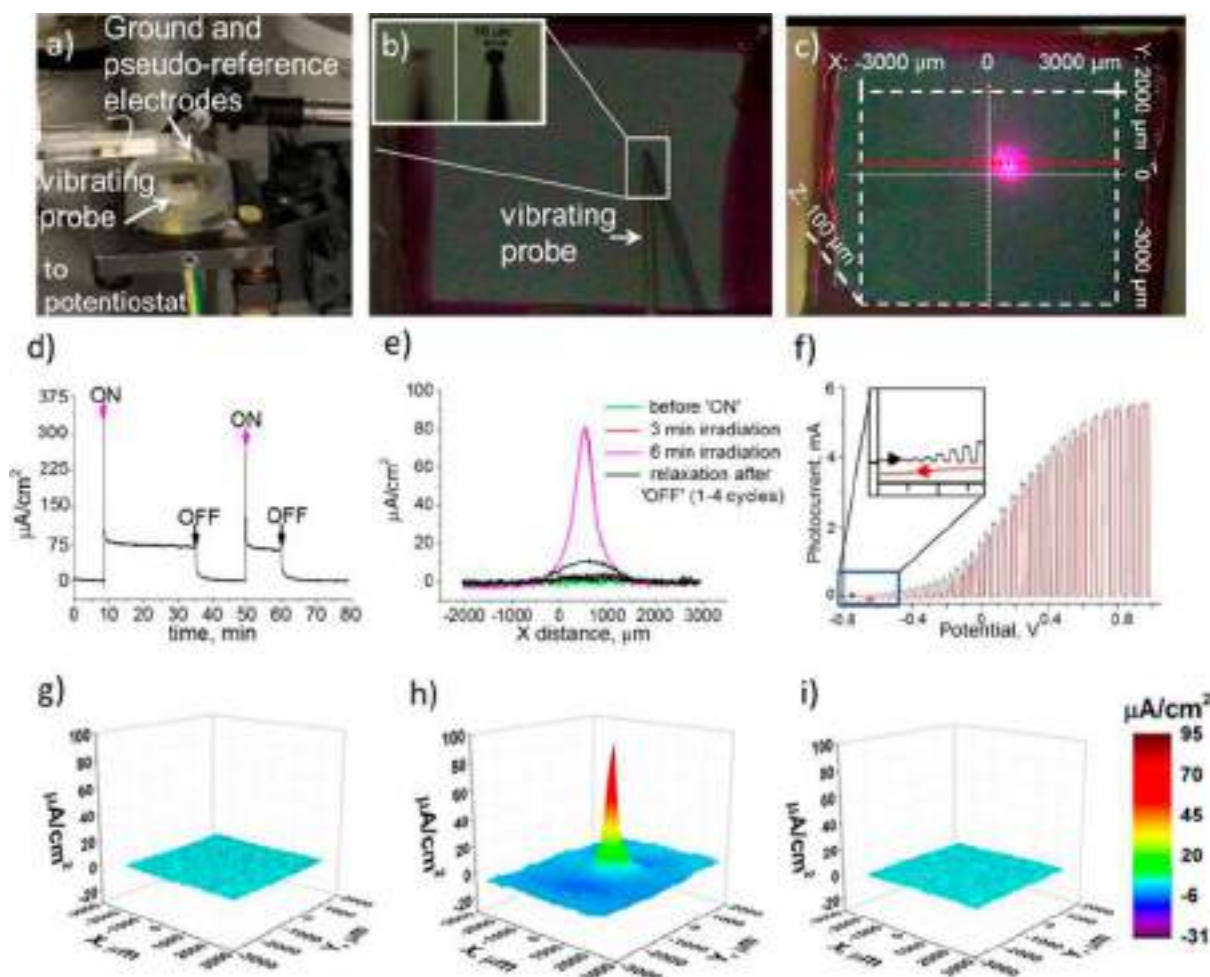 a)
Ground and
pseudo-reference
electrodes
vibrating
probe
to
potentiostat
b)
vibrating
probe
c)
X: -3000 µm 0 3000 µm
Y: 2000 µm
0
-3000 µm
Z: 100 µm
d)
µA/cm²
375
300
225
150
75
0
ON
OFF
ON
OFF
0 10 20 30 40 50 60 70 80
time, min
e)
µA/cm²
100
80
60
40
20
0
before 'ON'
3 min irradiation
6 min irradiation
relaxation after
'OFF' (1-4 cycles)
-2000 -1000 0 1000 2000 3000
X distance, µm
f)
Photocurrent, mA
6
4
2
0
-0.8 -0.4 0 0.4 0.8
Potential, V
g)
µA/cm²
100
80
60
40
20
0
-20
X, µm
h)
µA/cm²
100
80
60
40
20
0
-20
X, µm
i)
µA/cm²
100
80
60
40
20
0
-20
X, µm
µA/cm²
95
70
45
20
-6
-31